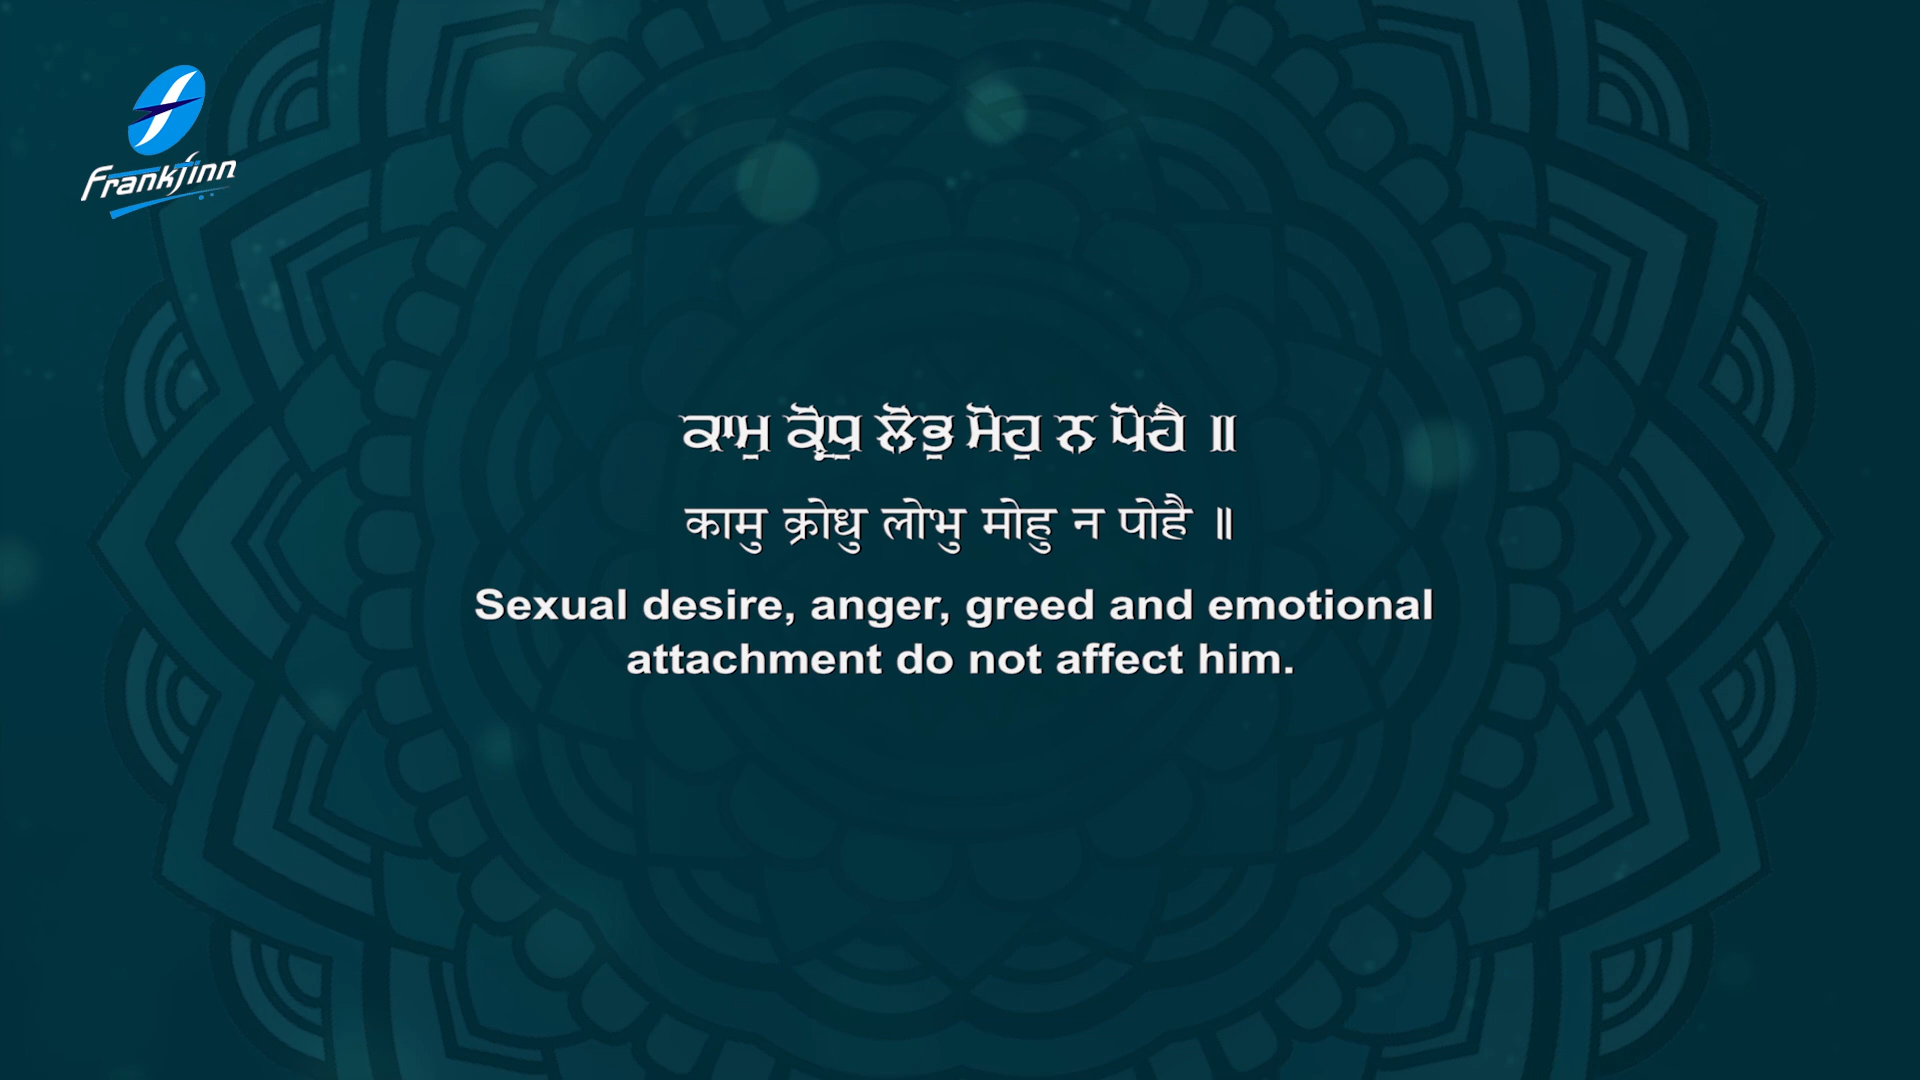 Frankfinn
ਕਾਮੁ ਕ੍ਰੋਧੁ ਲੋਭੁ ਮੋਹੁ ਨ ਪੋਹੈ ॥
कामु क्रोधु लोभु मोहु न पोहै ॥
Sexual desire, anger, greed and emotional
attachment do not affect him.